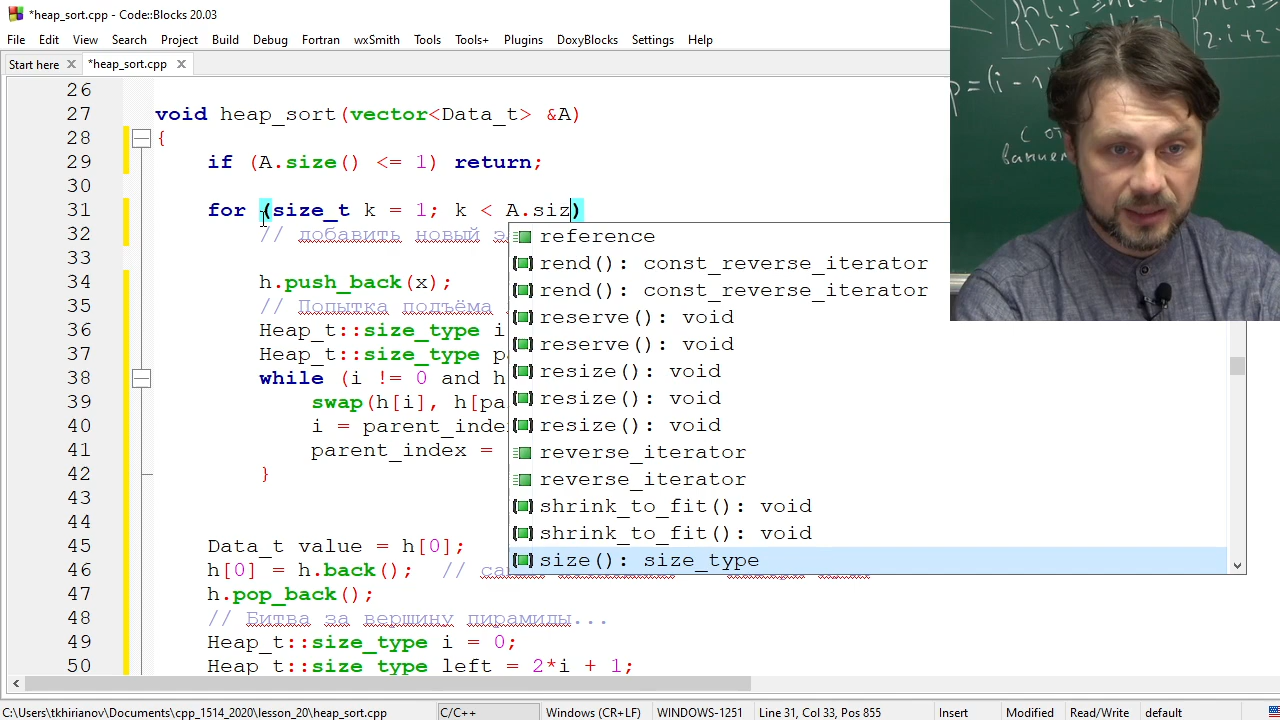 *heap_sort.cpp - Code::Blocks 20.03
File Edit View Search Project Build Debug Fortran wxSmith Tools Tools+ Plugins DoxyBlocks Settings Help
Start here *heap_sort.cpp
26
27 void heap_sort(vector<Data_t> &A)
28 {
29 if (A.size() <= 1) return;
30
31 for (size_t k = 1; k < A.siz)
32 // добавить новый
33
34 h.push_back(x);
35 // Попытка подъёма
36 Heap_t::size_type i
37 Heap_t::size_type
38 while (i != 0 and h
39 swap(h[i],
40 i =
41 parent_index =
42 }
43
44
45 Data_t value = h[0];
46 h[0] = h.back(); //
47 h.pop_back();
48 // Битва за вершину пирамиды...
49 Heap_t::size_type i = 0;
50 Heap_t::size_type left = 2*i + 1;
reference
rend(): const_reverse_iterator
rend(): const_reverse_iterator
reserve(): void
reserve(): void
resize(): void
resize(): void
resize(): void
reverse_iterator
reverse_iterator
shrink_to_fit(): void
shrink_to_fit(): void
size(): size_type
2·i+2
= (i -
с
C:\Users\tkhirianov\Documents\cpp_1514_2020\lesson_20\heap_sort.cpp C/C++ Windows (CR+LF) WINDOWS-1251 Line 31, Col 33, Pos 855 Insert Modified Read/Write default